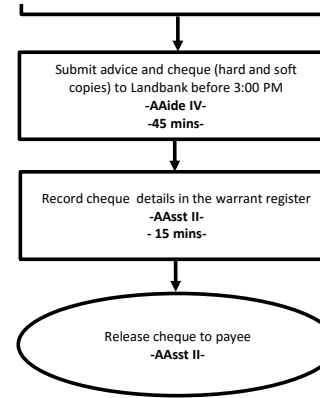 Submit advice and cheque (hard and soft
copies) to Landbank before 3:00 PM
-AAide IV-
-45 mins-
Record cheque  details in the warrant register
-AAsst II-
- 15 mins-
Release cheque to payee
-AAsst II-